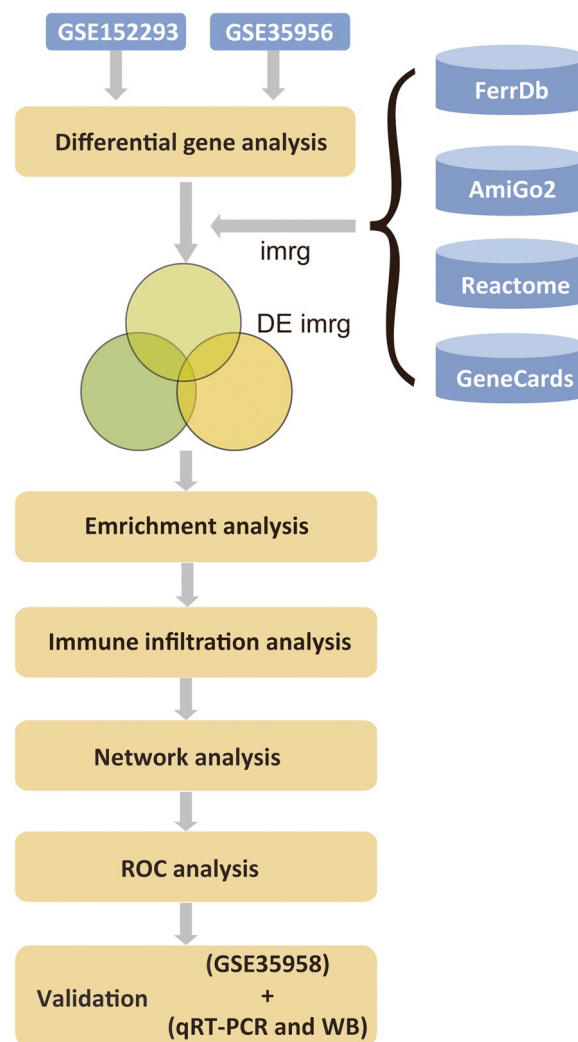 GSE152293
GSE35956
FerrDb
Differential gene analysis
AmiGo2
imrg
Reactome
DE imrg
GeneCards
Emrichment analysis
Immune infiltration analysis
Network analysis
ROC analysis
Validation
(GSE35958)
+
(qRT-PCR and WB)